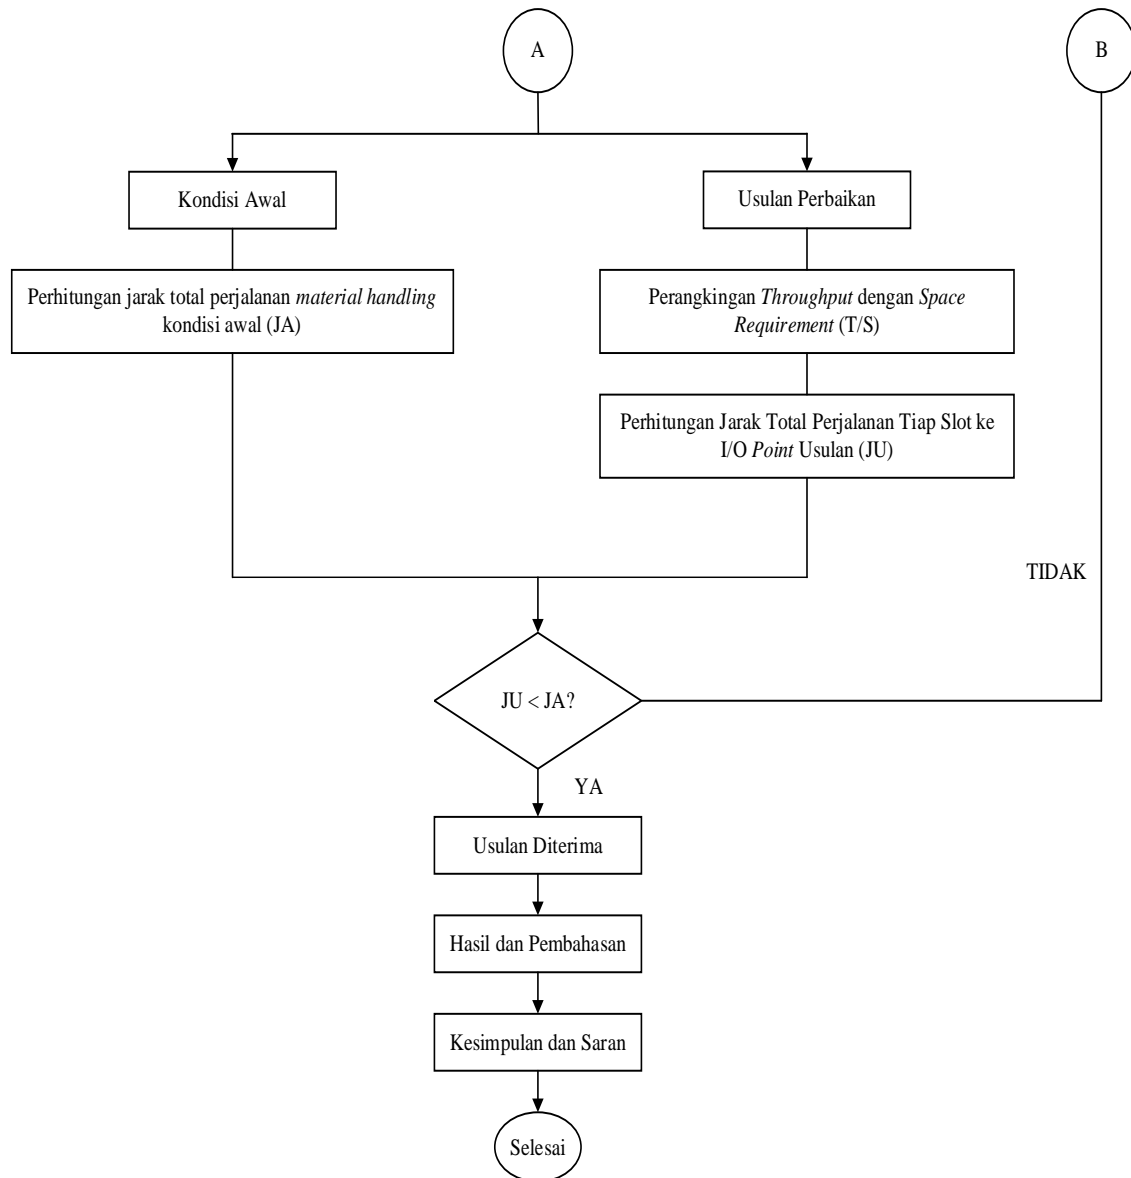 A
B
Kondisi Awal
Usulan Perbaikan
Perhitungan jarak total perjalanan material handling
kondisi awal (JA)
Perangkingan Throughput dengan Space
Requirement (T/S)
Perhitungan Jarak Total Perjalanan Tiap Slot ke
I/O Point Usulan (JU)
TIDAK
JU < JA?
YA
Usulan Diterima
Hasil dan Pembahasan
Kesimpulan dan Saran
Selesai